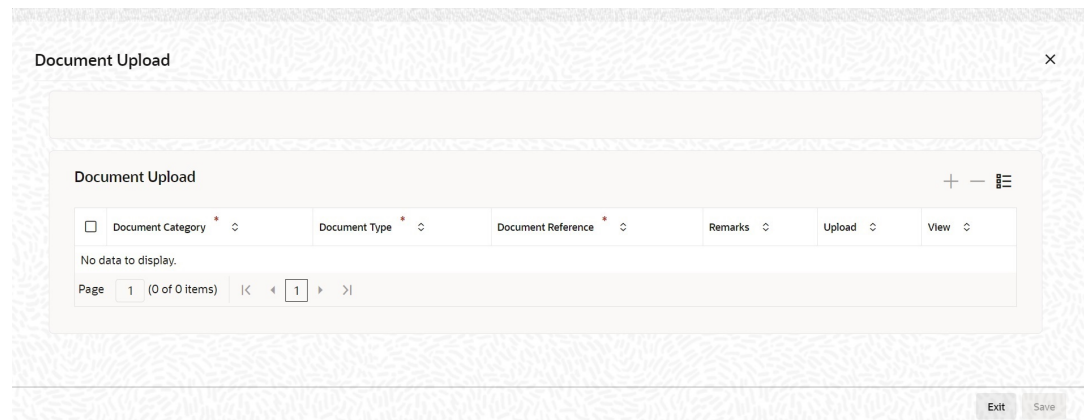 Document Upload
Document Upload
Document Category * Document Type * Document Reference * Remarks Upload View
No data to display.
Page 1 (0 of 0 items) 1
Exit Save